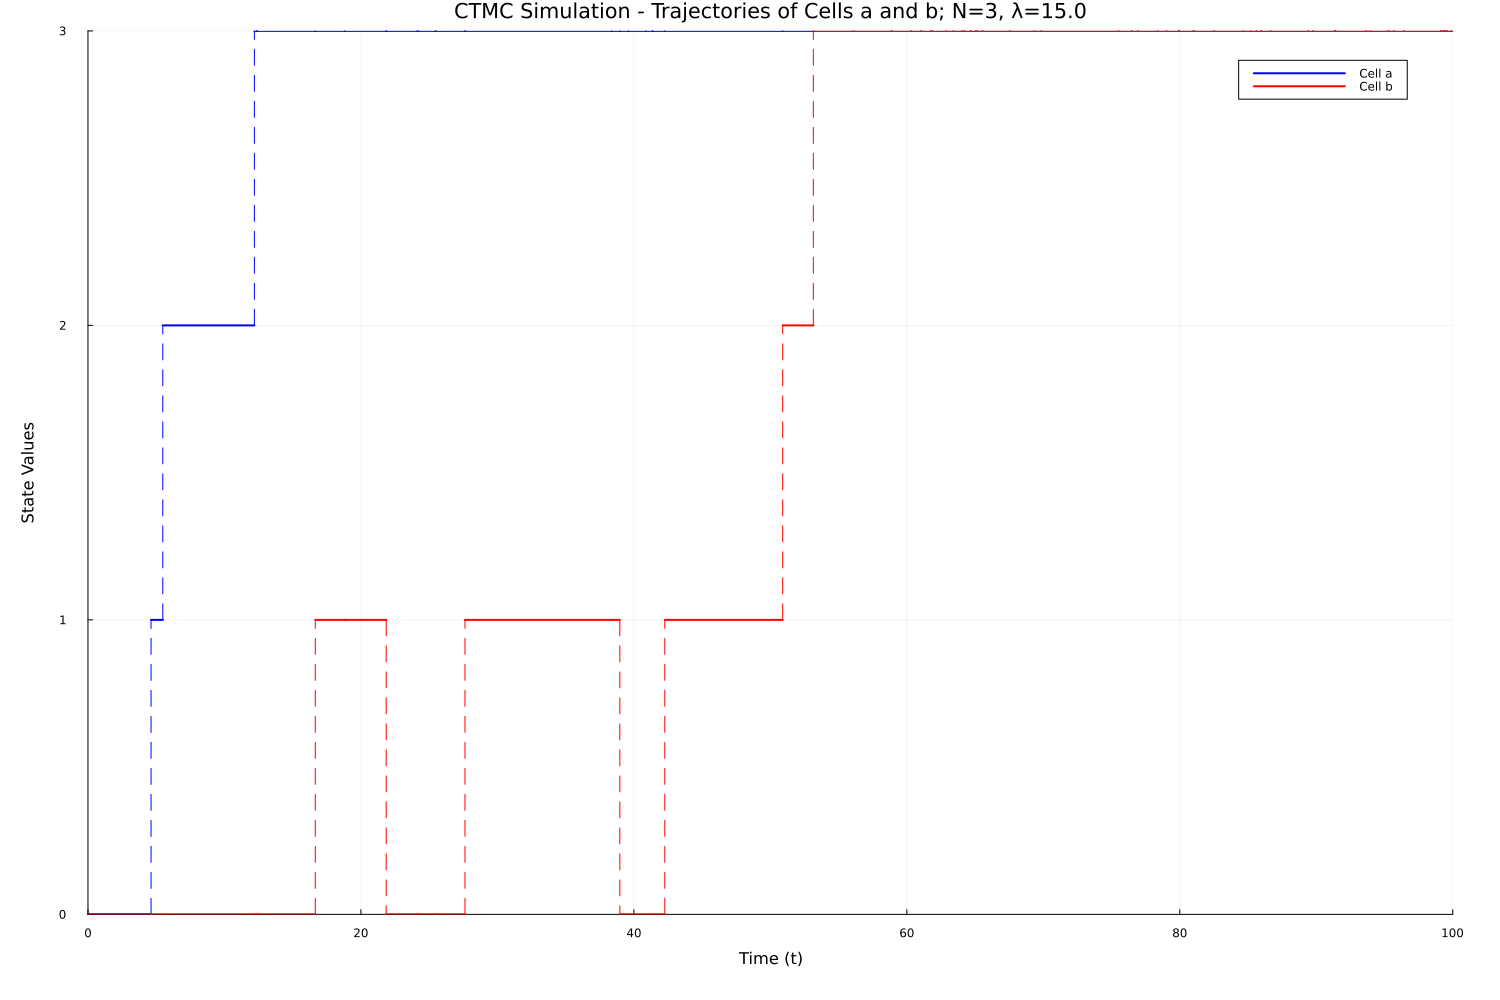 CTMC Simulation - Trajectories of Cells a and b; N=3, λ=15.0
3
Cell a
Cell b
2
State Values
1
0
0 20 40 60 80 100
Time (t)